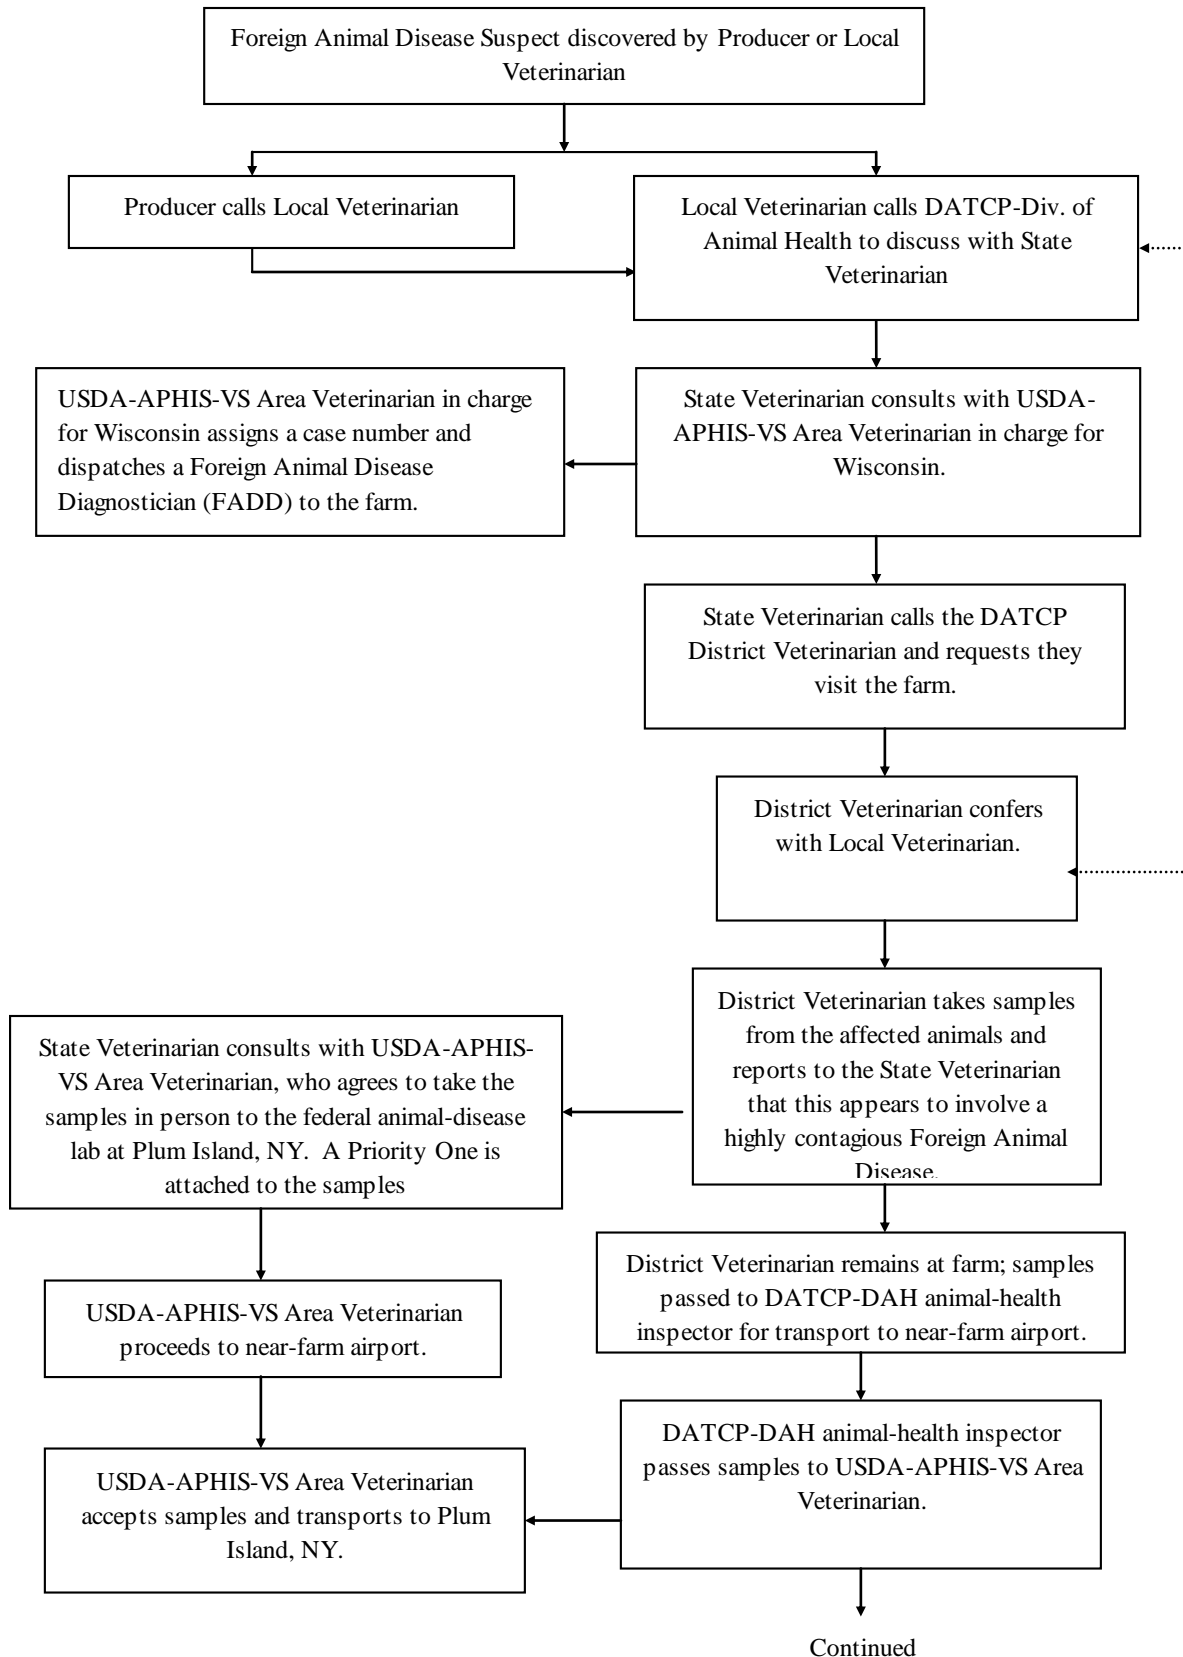 Foreign Animal Disease Suspect discovered by Producer or Local
Veterinarian
Producer calls Local Veterinarian
Local Veterinarian calls DATCP-Div. of
Animal Health to discuss with State
Veterinarian
USDA-APHIS-VS Area Veterinarian in charge
for Wisconsin assigns a case number and
dispatches a Foreign Animal Disease
Diagnostician (FADD) to the farm.
State Veterinarian consults with USDA-
APHIS-VS Area Veterinarian in charge for
Wisconsin.
State Veterinarian calls the DATCP
District Veterinarian and requests they
visit the farm.
District Veterinarian confers
with Local Veterinarian.
District Veterinarian takes samples
from the affected animals and
reports to the State Veterinarian
that this appears to involve a
highly contagious Foreign Animal
Disease.
State Veterinarian consults with USDA-APHIS-
VS Area Veterinarian, who agrees to take the
samples in person to the federal animal-disease
lab at Plum Island, NY.  A Priority One is
attached to the samples
District Veterinarian remains at farm; samples
passed to DATCP-DAH animal-health
inspector for transport to near-farm airport.
USDA-APHIS-VS Area Veterinarian
proceeds to near-farm airport.
DATCP-DAH animal-health inspector
passes samples to USDA-APHIS-VS Area
Veterinarian.
USDA-APHIS-VS Area Veterinarian
accepts samples and transports to Plum
Island, NY.
Continued